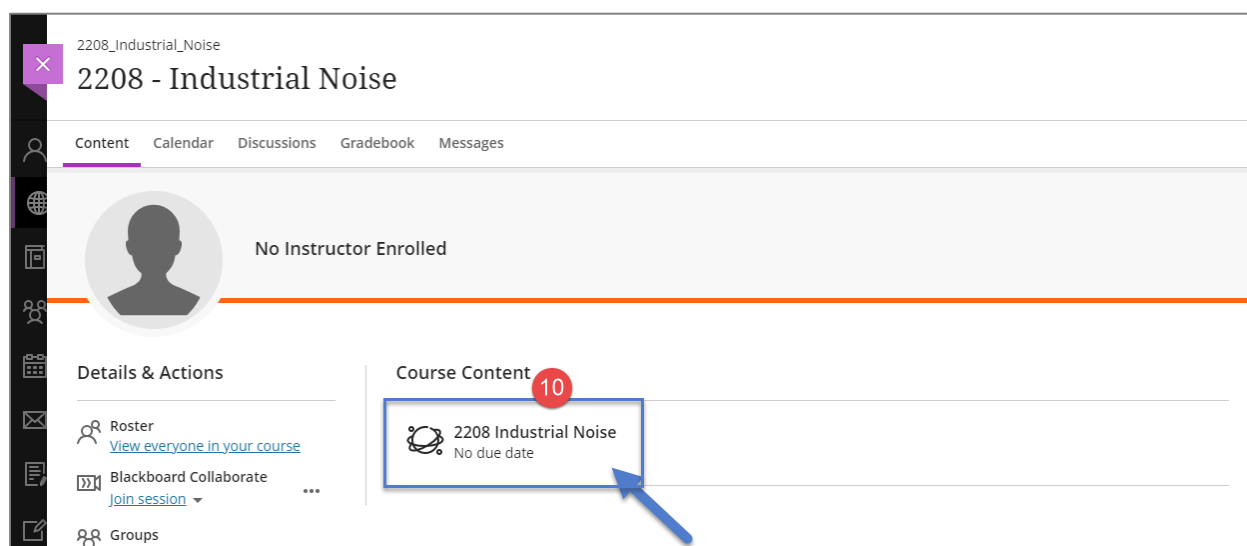 2208_Industrial_Noise
2208 - Industrial Noise
Content Calendar Discussions Gradebook Messages
No Instructor Enrolled
Details & Actions
Roster
View everyone in your course
Blackboard Collaborate
Join session
Groups
Course Content
10
2208 Industrial Noise
No due date